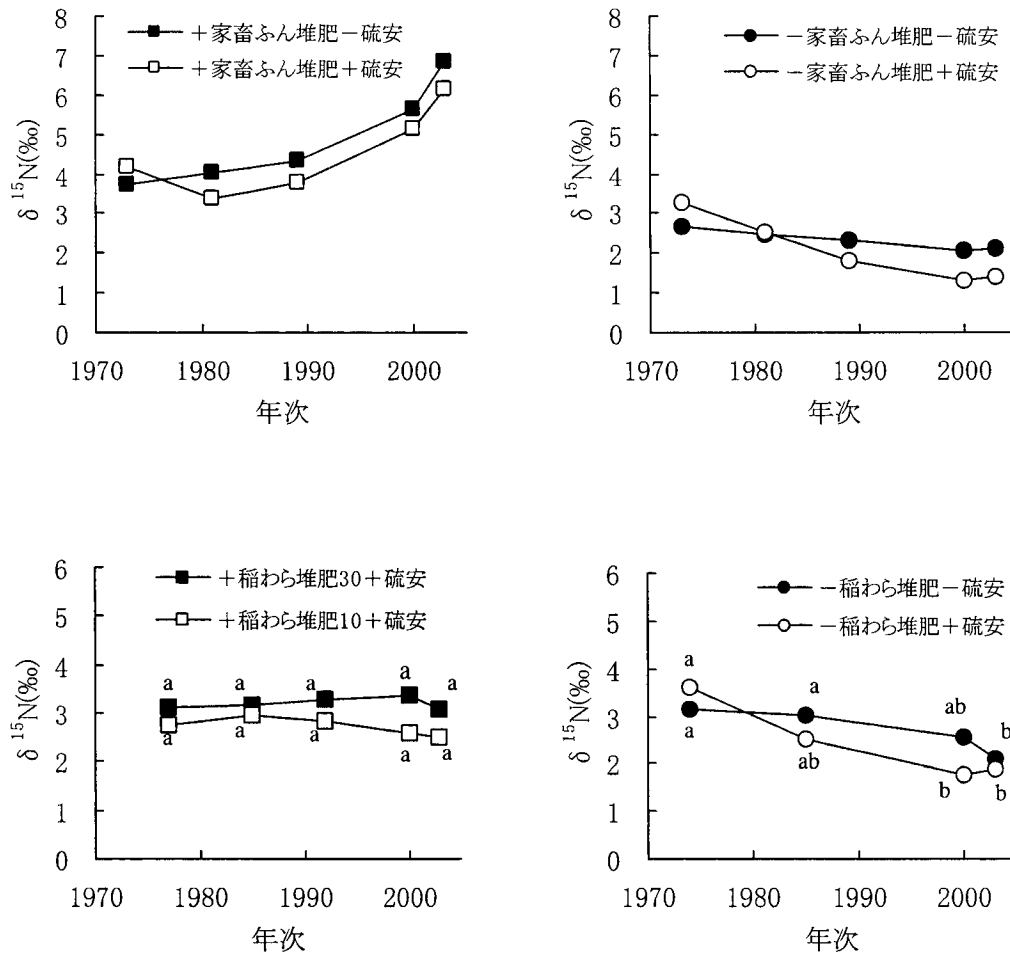 8
7
6
5
4
3
2
1
0
δ ¹⁵N(‰)
＋家畜ふん堆肥－硫安
＋家畜ふん堆肥＋硫安
1970 1980 1990 2000
年次
8
7
6
5
4
3
2
1
0
δ ¹⁵N(‰)
－家畜ふん堆肥－硫安
－家畜ふん堆肥＋硫安
1970 1980 1990 2000
年次
6
5
4
3
2
1
0
δ ¹⁵N(‰)
＋稲わら堆肥30＋硫安
＋稲わら堆肥10＋硫安
a a a a a
a a a a a
1970 1980 1990 2000
年次
6
5
4
3
2
1
0
δ ¹⁵N(‰)
－稲わら堆肥－硫安
－稲わら堆肥＋硫安
a a ab b
a ab b b
1970 1980 1990 2000
年次